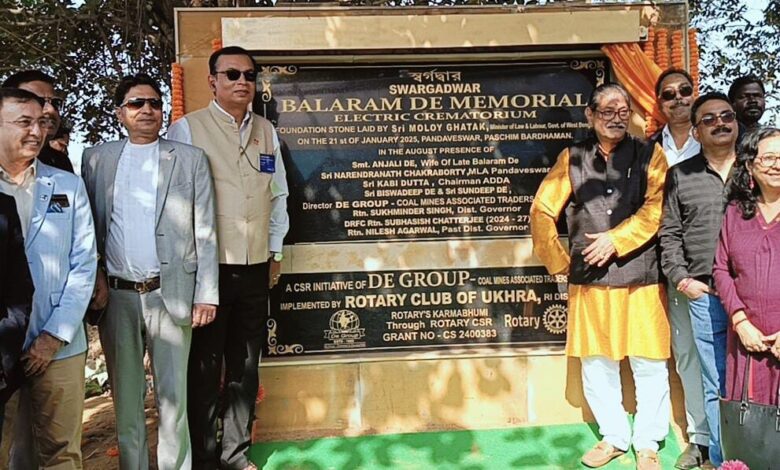 স্বর্গদ্বার
SWARGADWAR
BALARAM DE MEMORIAL
ELECTRIC CREMATORIUM
FOUNDATION STONE LAID BY Sri MOLOY GHATAK, Minister of Law & Labour, Govt. of West
ON THE 21st OF JANUARY 2025, PANDAVESWAR, PASCHIM BARDHAMAN.
IN THE AUGUST PRESENCE OF
Smt. ANJALI DE, Wife Of Late Balaram De
Sri NARENDRANATH CHAKRABORTY, MLA Pandaveswar
Sri KABI DUTTA, Chairman ADDA
Sri BISWADEEP DE & Sri SUNDEEP DE,
Director DE GROUP - COAL MINES ASSOCIATED TRADERS
Rtn. SUKHMINDER SINGH, Dist. Governor
DRFC Rtn. SUBHASISH CHATTERJEE (2024 - 27)
Rtn. NILESH AGARWAL, Past Dist. Governor
A CSR INITIATIVE OF DE GROUP - COAL MINES ASSOCIATED
IMPLEMENTED BY ROTARY CLUB OF UKHRA, RI
ROTARY'S KARMABHUMI
Through ROTARY CSR
GRANT NO - CS 2400383
De Group
Rotary